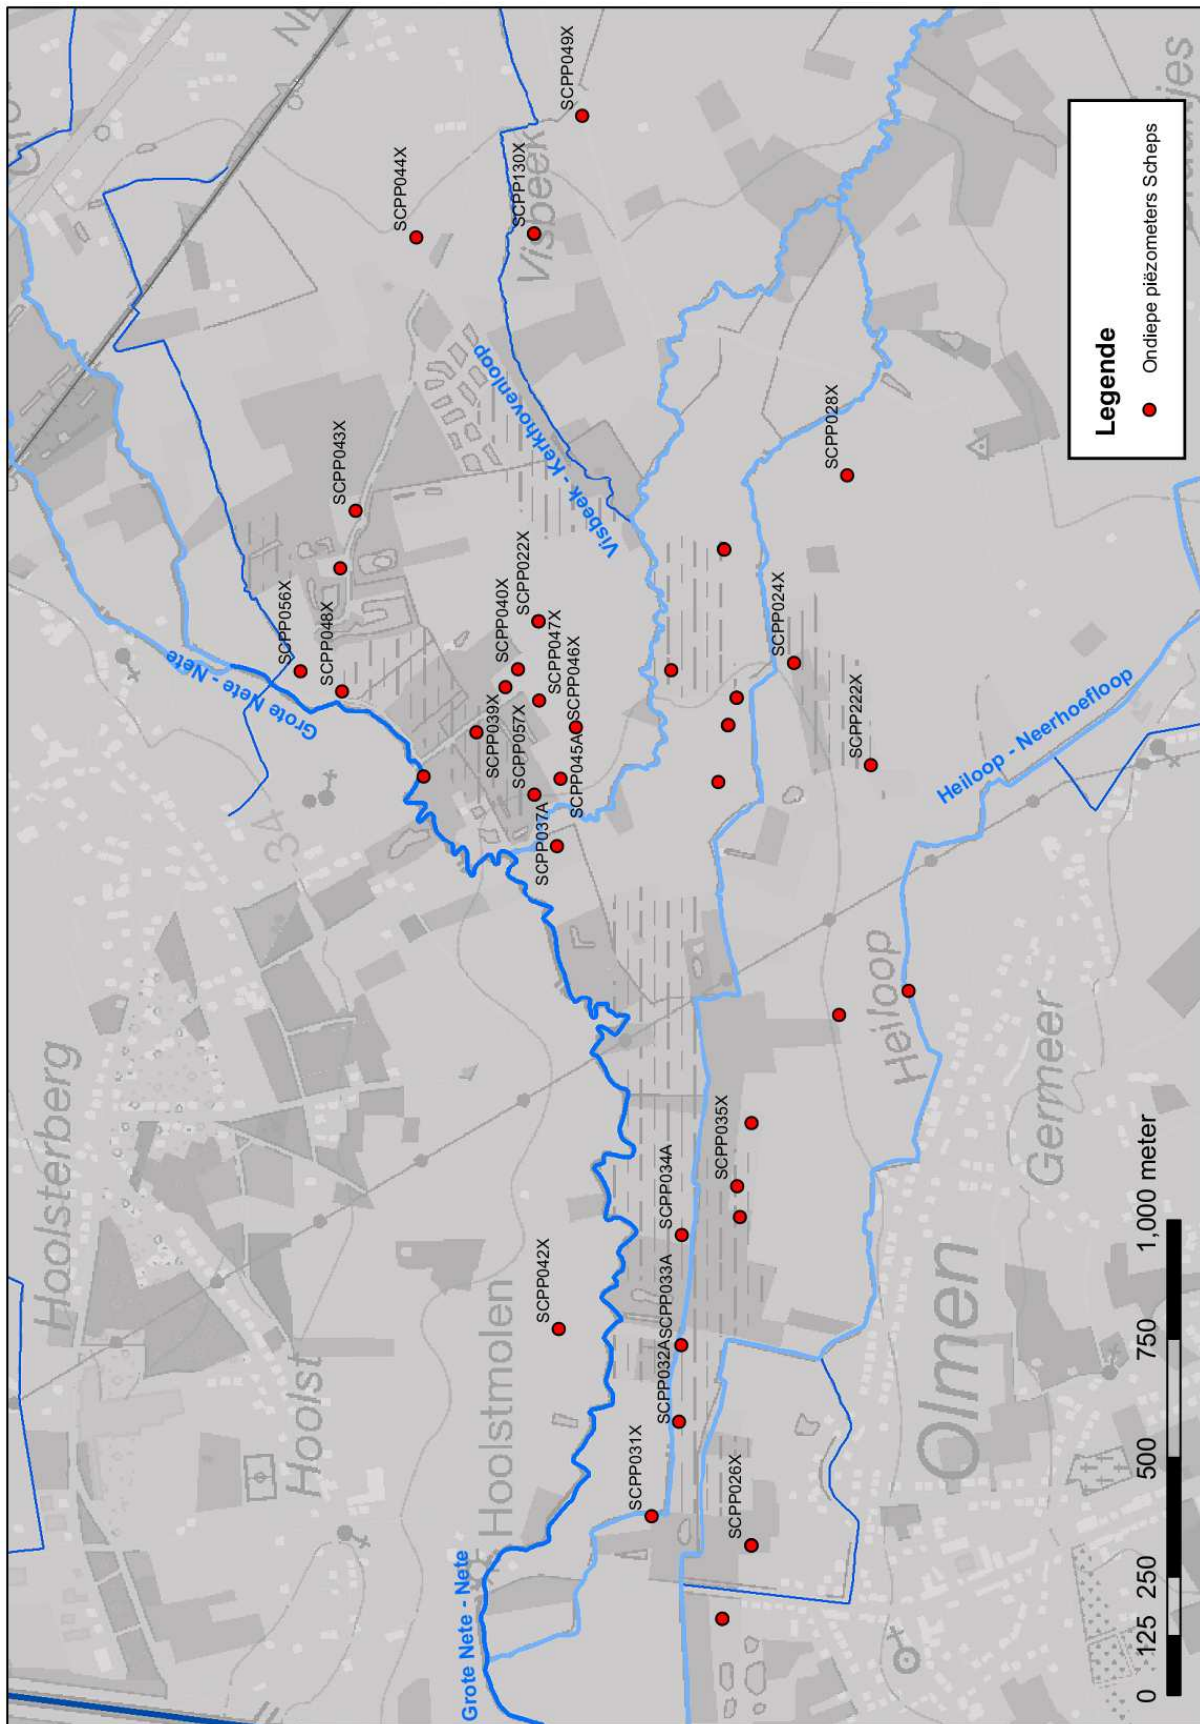 Grote Nete - Nete
Grote Nete - Nete
Visbeek - Kerkhovenloop
Heiloop - Neerhoefloop
Hoolsterberg
Hoolst
Hoolstmolen
Olmen
Germeer
Heiloop
Visbeek
34
SCPP056X
SCPP048X
SCPP043X
SCPP044X
SCPP130X
SCPP049X
SCPP040X
SCPP022X
SCPP039X
SCPP047X
SCPP057X
SCPP046X
SCPP045A
SCPP037A
SCPP028X
SCPP024X
SCPP222X
SCPP042X
SCPP031X
SCPP032A
SCPP033A
SCPP034A
SCPP035X
SCPP026X
Legende
Ondiepe piëzometers Scheps
0 125 250 500 750 1,000 meter